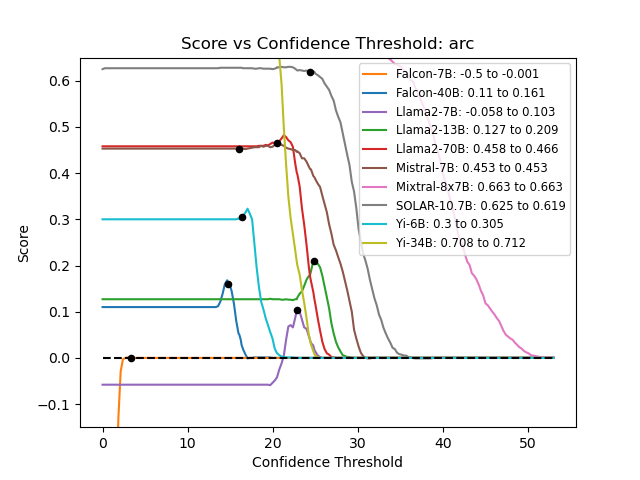 Score vs Confidence Threshold: arc
Falcon-7B: -0.5 to -0.001
Falcon-40B: 0.11 to 0.161
Llama2-7B: -0.058 to 0.103
Llama2-13B: 0.127 to 0.209
Llama2-70B: 0.458 to 0.466
Mistral-7B: 0.453 to 0.453
Mixtral-8x7B: 0.663 to 0.663
SOLAR-10.7B: 0.625 to 0.619
Yi-6B: 0.3 to 0.305
Yi-34B: 0.708 to 0.712
Score
0.6
0.5
0.4
0.3
0.2
0.1
0.0
−0.1
0 10 20 30 40 50
Confidence Threshold